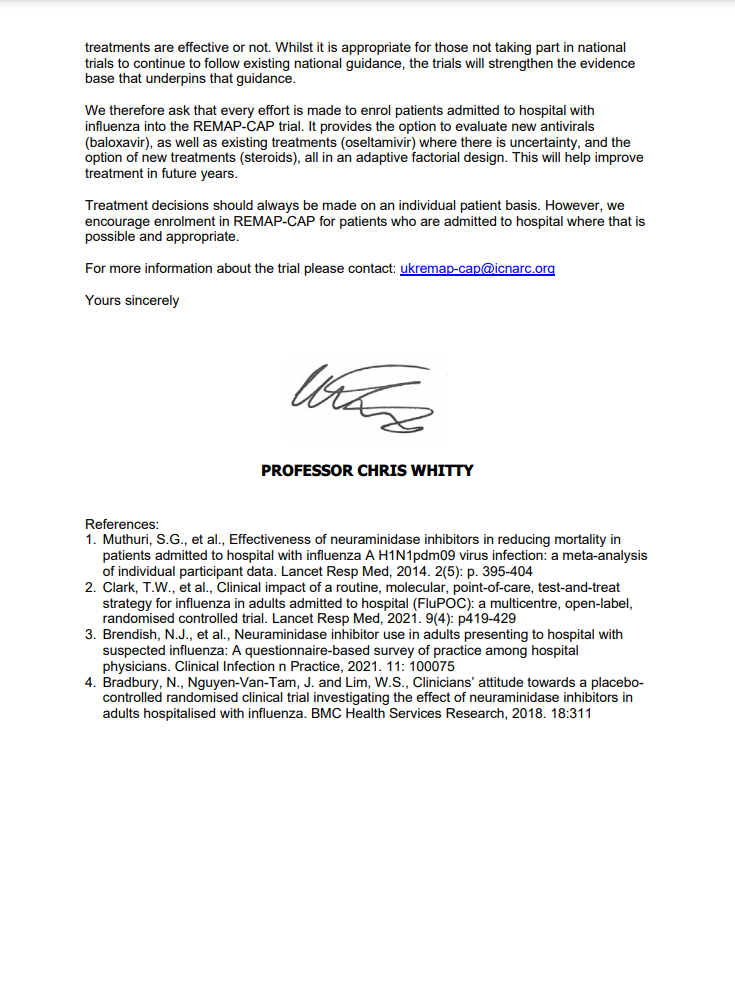 treatments are effective or not. Whilst it is appropriate for those not taking part in national
trials to continue to follow existing national guidance, the trials will strengthen the evidence
base that underpins that guidance.
We therefore ask that every effort is made to enrol patients admitted to hospital with
influenza into the REMAP-CAP trial. It provides the option to evaluate new antivirals
(baloxavir), as well as existing treatments (oseltamivir) where there is uncertainty, and the
option of new treatments (steroids), all in an adaptive factorial design. This will help improve
treatment in future years.
Treatment decisions should always be made on an individual patient basis. However, we
encourage enrolment in REMAP-CAP for patients who are admitted to hospital where that is
possible and appropriate.
For more information about the trial please contact: ukremap-cap@icnarc.org
Yours sincerely
PROFESSOR CHRIS WHITTY
References:
1. Muthuri, S.G., et al., Effectiveness of neuraminidase inhibitors in reducing mortality in
patients admitted to hospital with influenza A H1N1pdm09 virus infection: a meta-analysis
of individual participant data. Lancet Resp Med, 2014. 2(5): p. 395-404
2. Clark, T.W., et al., Clinical impact of a routine, molecular, point-of-care, test-and-treat
strategy for influenza in adults admitted to hospital (FluPOC): a multicentre, open-label,
randomised controlled trial. Lancet Resp Med, 2021. 9(4): p419-429
3. Brendish, N.J., et al., Neuraminidase inhibitor use in adults presenting to hospital with
suspected influenza: A questionnaire-based survey of practice among hospital
physicians. Clinical Infection n Practice, 2021. 11: 100075
4. Bradbury, N., Nguyen-Van-Tam, J. and Lim, W.S., Clinicians' attitude towards a placebo-
controlled randomised clinical trial investigating the effect of neuraminidase inhibitors in
adults hospitalised with influenza. BMC Health Services Research, 2018. 18:311